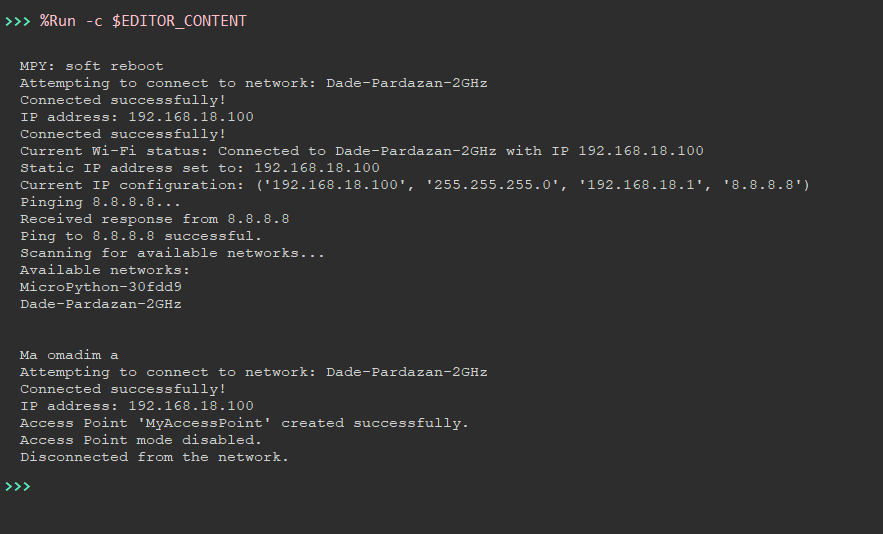 >>> %Run -c $EDITOR_CONTENT
MPY: soft reboot
Attempting to connect to network: Dade-Pardazan-2GHz
Connected successfully!
IP address: 192.168.18.100
Connected successfully!
Current Wi-Fi status: Connected to Dade-Pardazan-2GHz with IP 192.168.18.100
Static IP address set to: 192.168.18.100
Current IP configuration: ('192.168.18.100', '255.255.255.0', '192.168.18.1', '8.8.8.8')
Pinging 8.8.8.8...
Received response from 8.8.8.8
Ping to 8.8.8.8 successful.
Scanning for available networks...
Available networks:
MicroPython-30fdd9
Dade-Pardazan-2GHz
Ma omadim a
Attempting to connect to network: Dade-Pardazan-2GHz
Connected successfully!
IP address: 192.168.18.100
Access Point 'MyAccessPoint' created successfully.
Access Point mode disabled.
Disconnected from the network.
>>>